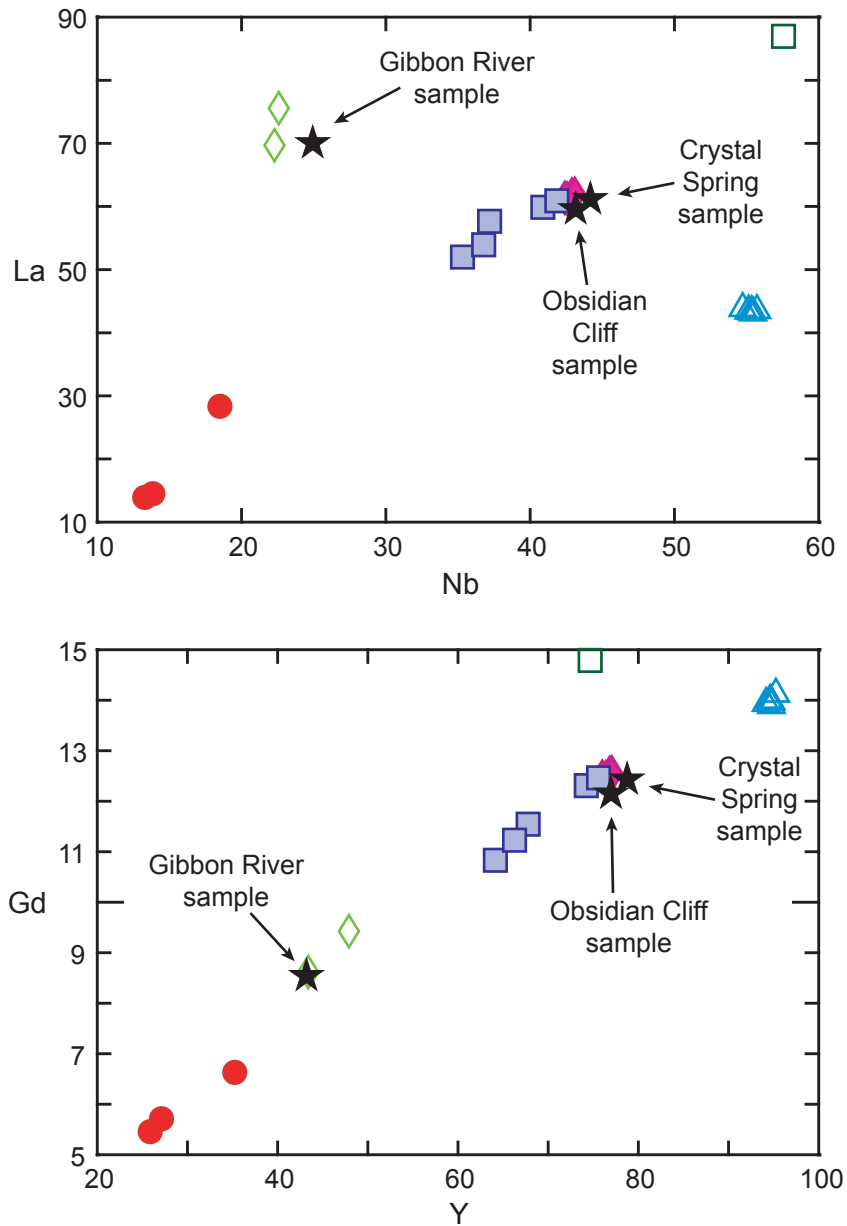 90
Gibbon River
sample
70
Crystal
Spring
sample
La
50
Obsidian
Cliff
sample
30
10
10
20
30
40
50
60
Nb
15
13
Crystal
Spring
sample
11
Gibbon River
sample
Gd
Obsidian Cliff
sample
9
7
5
20
40
60
80
100
Y